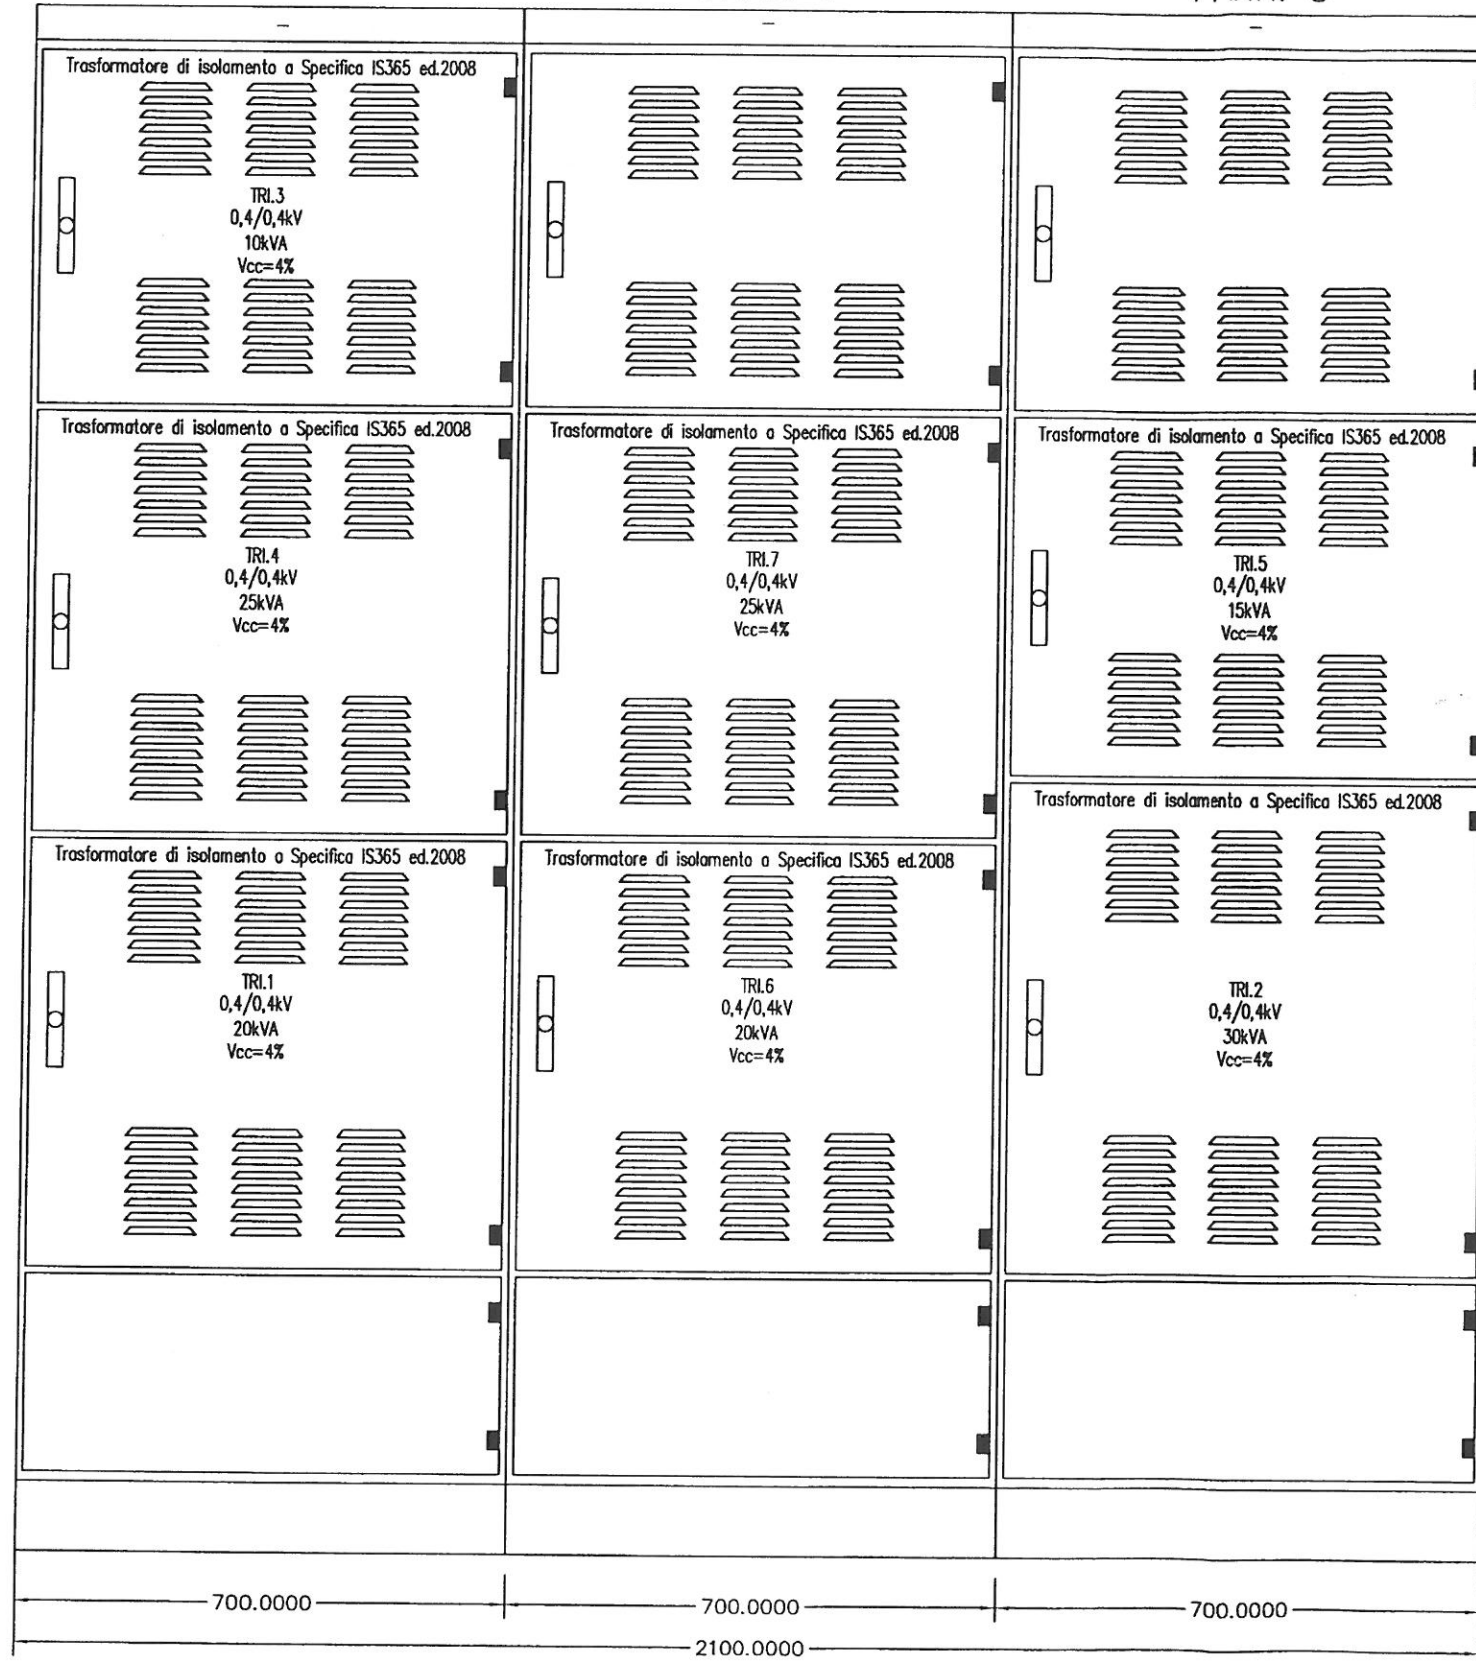 Trasformatore di isolamento a Specifica IS365 ed.2008
TRI.3
0,4/0,4kV
10kVA
Vcc=4%
Trasformatore di isolamento a Specifica IS365 ed.2008
TRI.4
0,4/0,4kV
25kVA
Vcc=4%
Trasformatore di isolamento a Specifica IS365 ed.2008
TRI.7
0,4/0,4kV
25kVA
Vcc=4%
Trasformatore di isolamento a Specifica IS365 ed.2008
TRI.5
0,4/0,4kV
15kVA
Vcc=4%
Trasformatore di isolamento a Specifica IS365 ed.2008
TRI.1
0,4/0,4kV
20kVA
Vcc=4%
Trasformatore di isolamento a Specifica IS365 ed.2008
TRI.6
0,4/0,4kV
20kVA
Vcc=4%
Trasformatore di isolamento a Specifica IS365 ed.2008
TRI.2
0,4/0,4kV
30kVA
Vcc=4%
700.0000
700.0000
700.0000
2100.0000